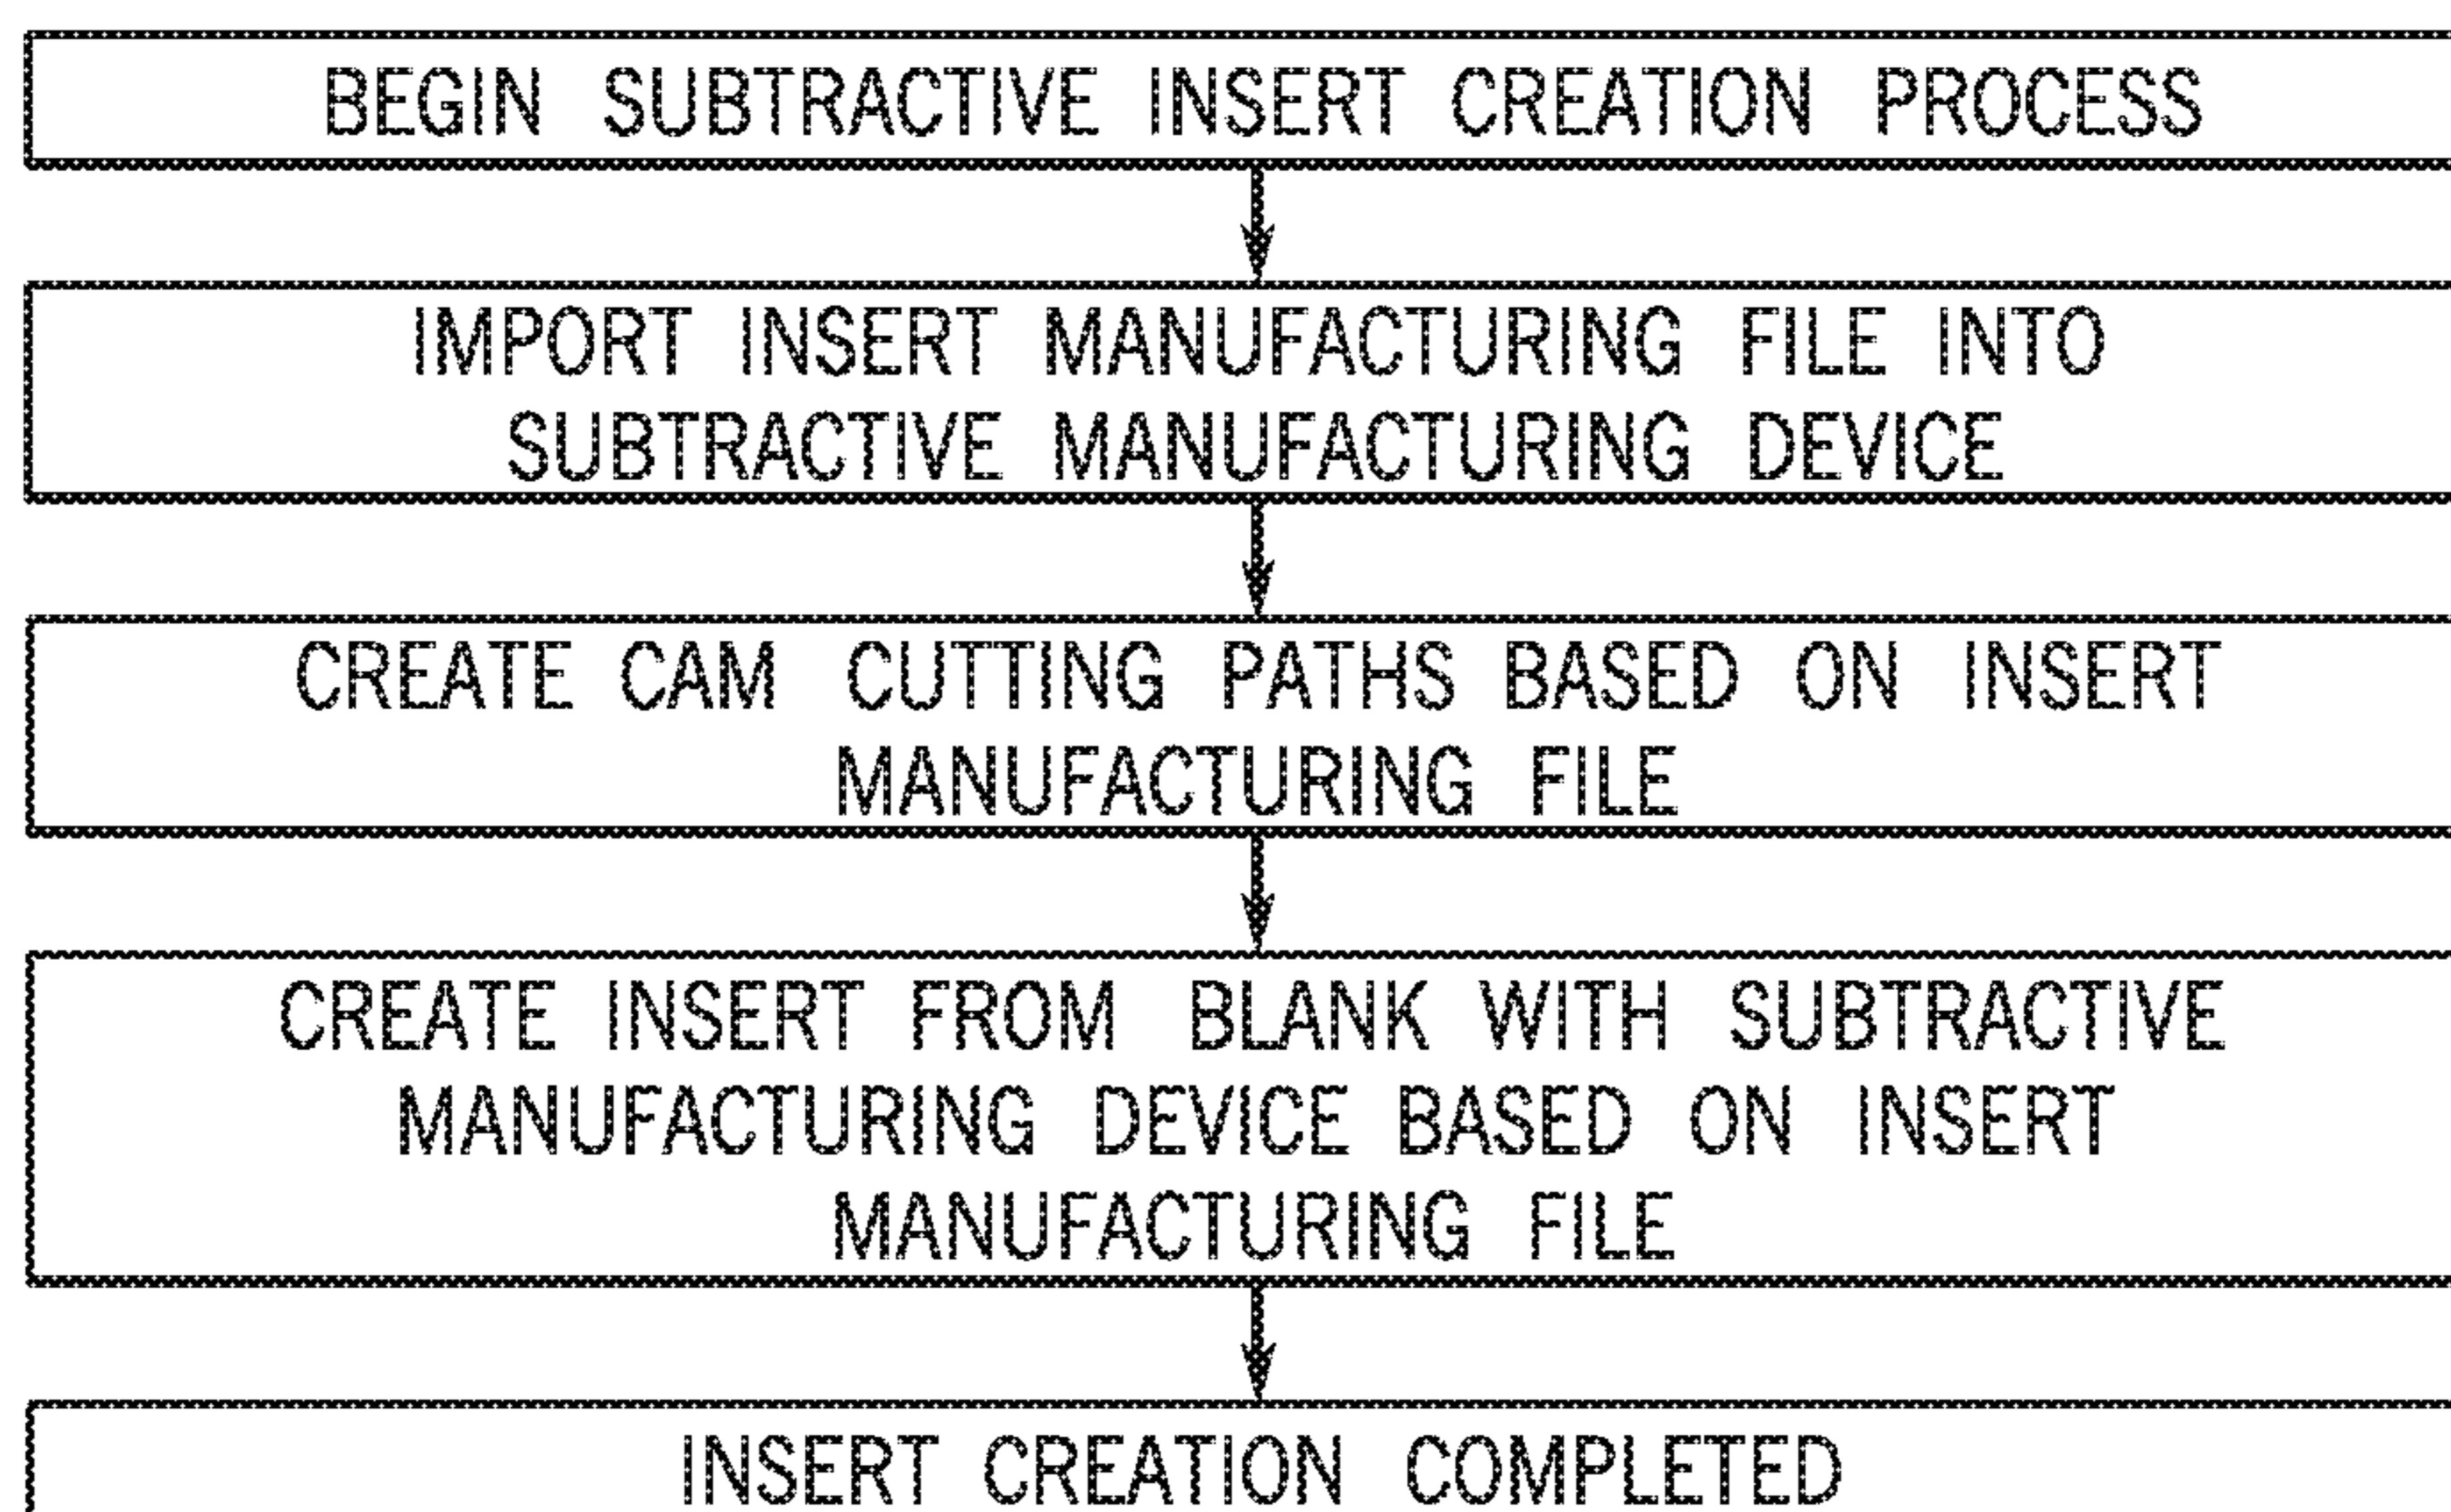 BEGIN SUBTRACTIVE INSERT CREATION PROCESS
IMPORT INSERT MANUFACTURING FILE INTO
SUBTRACTIVE MANUFACTURING DEVICE
CREATE CAM CUTTING PATHS BASED ON INSERT
MANUFACTURING FILE
CREATE INSERT FROM BLANK WITH SUBTRACTIVE
MANUFACTURING DEVICE BASED ON INSERT
MANUFACTURING FILE
INSERT CREATION COMPLETED